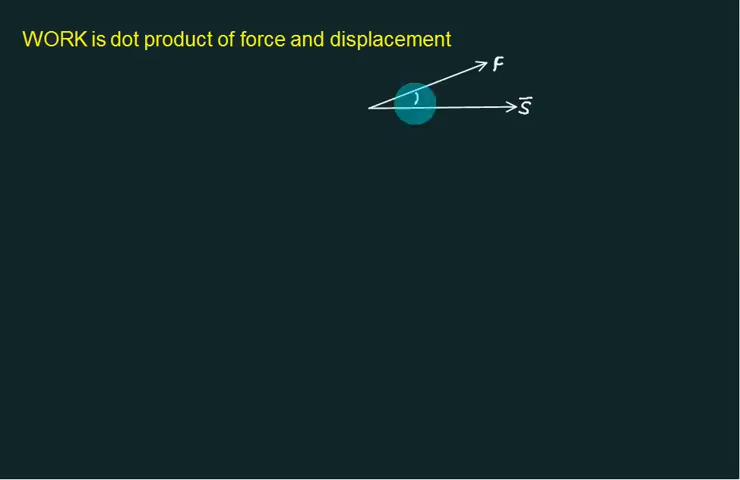 WORK is dot product of force and displacement
F
S̅